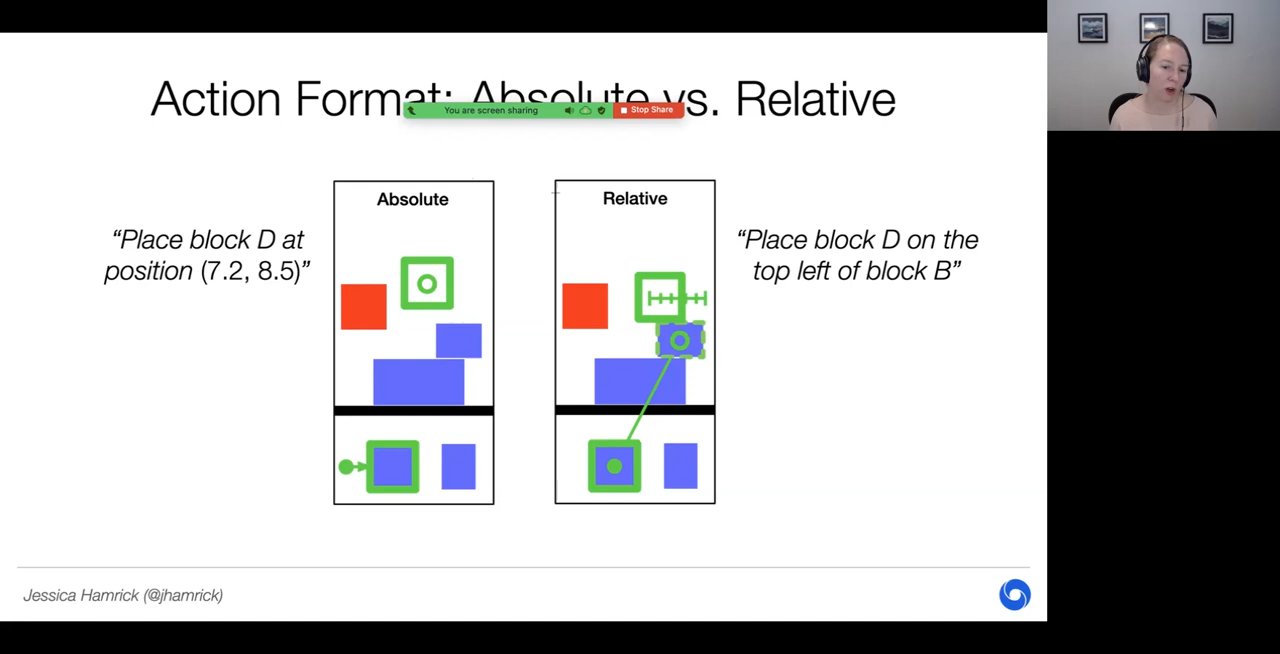 Action Format: Absolute vs. Relative
You are screen sharing
Stop Share
Absolute
Relative
“Place block D at
position (7.2, 8.5)”
“Place block D on the
top left of block B”
Jessica Hamrick (@jhamrick)